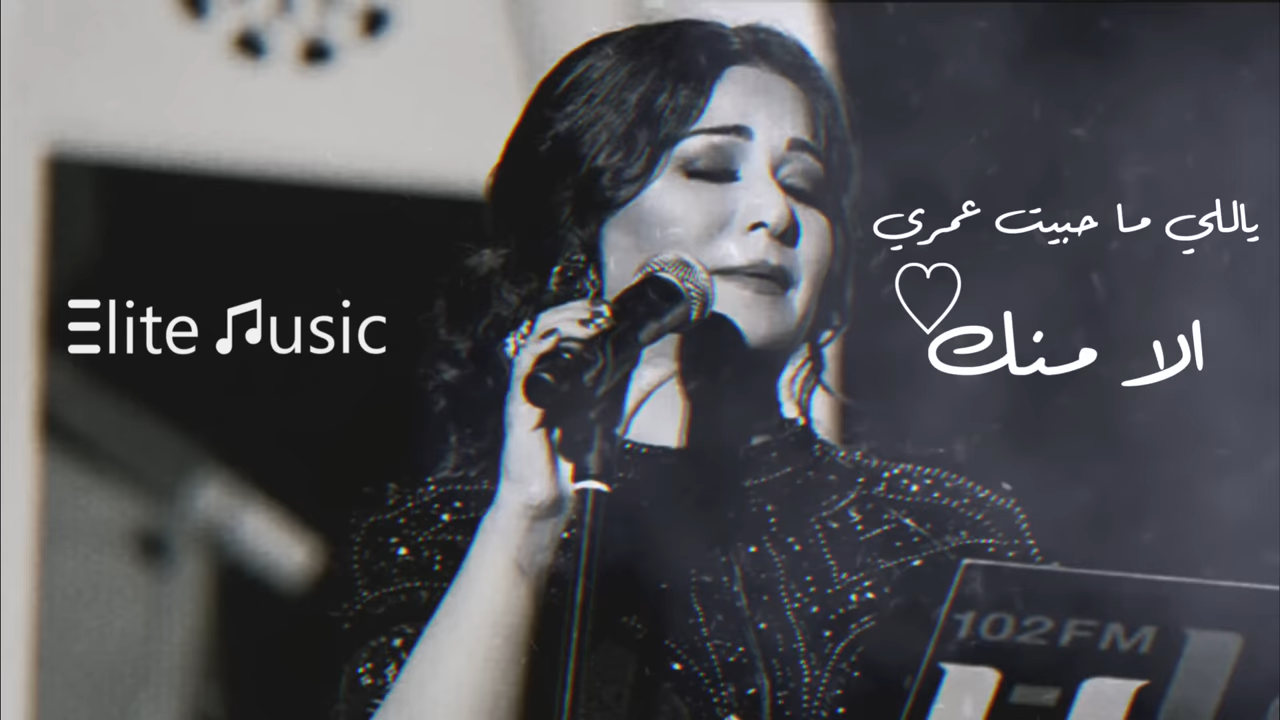 Elite Music
ياللي ما حبيت عمري
الا منك
102FM